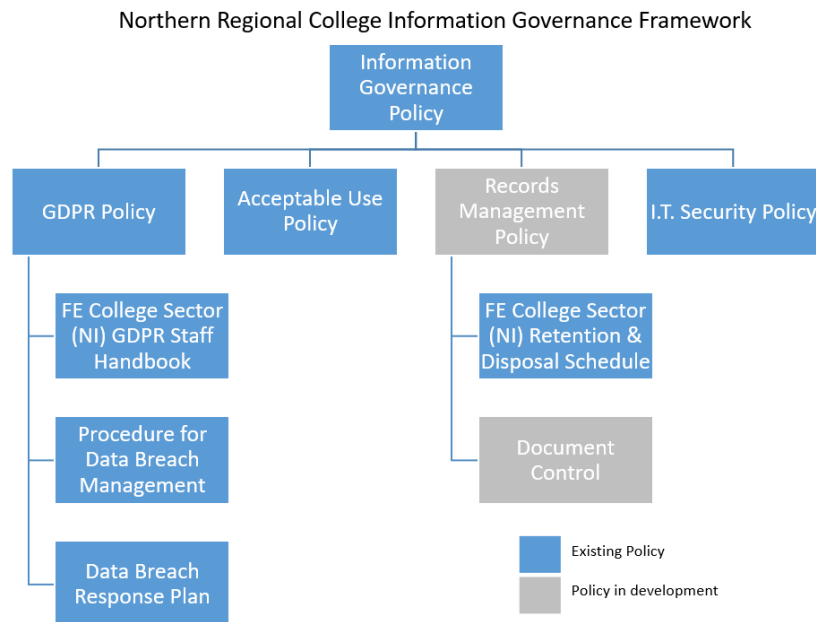 Northern Regional College Information Governance Framework
Information
Governance
Policy
GDPR Policy
Acceptable Use
Policy
Records
Management
Policy
I.T. Security Policy
FE College Sector
(NI) GDPR Staff
Handbook
FE College Sector
(NI) Retention &
Disposal Schedule
Procedure for
Data Breach
Management
Document
Control
Data Breach
Response Plan
Existing Policy
Policy in development